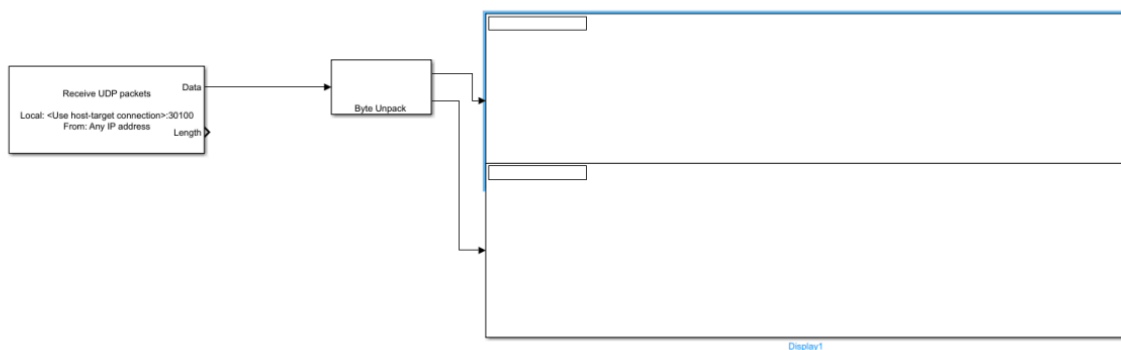 Receive UDP packets
Data
Local: <Use host-target connection>:30100
From: Any IP address
Length
Byte Unpack
Display1